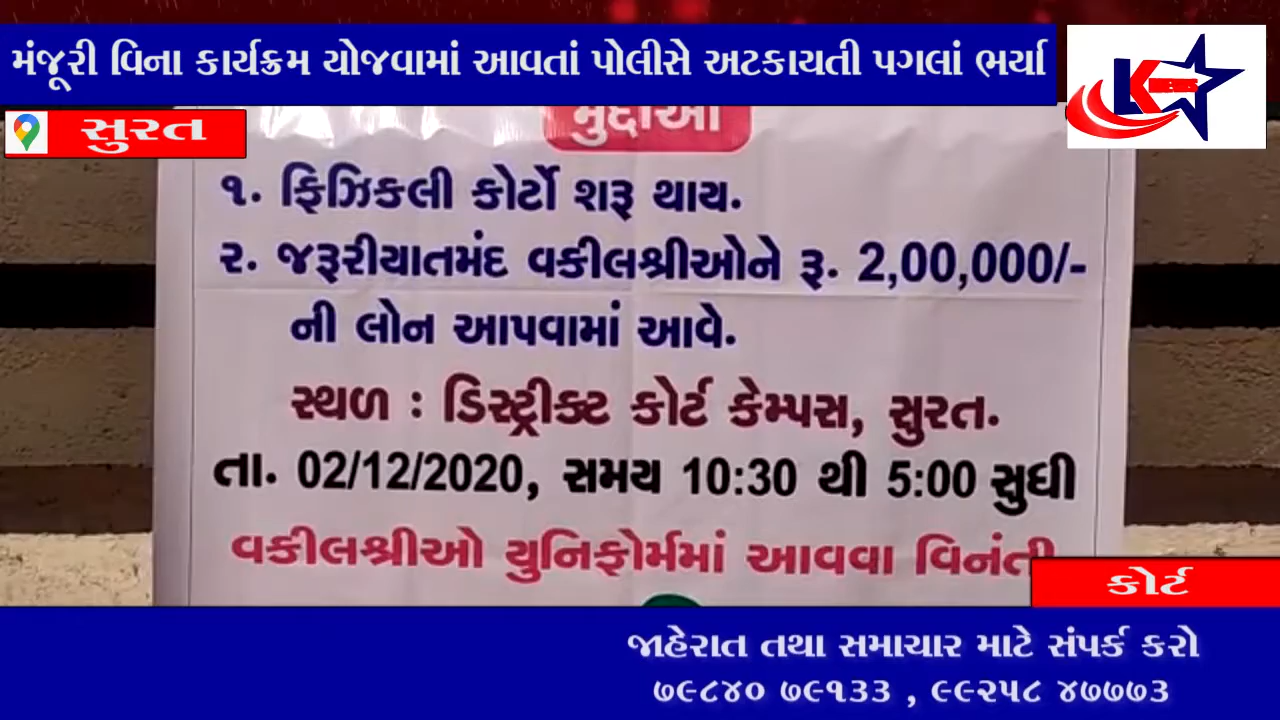 મંજૂરી વિના કાર્યક્રમ યોજવામાં આવતાં પોલીસે અટકાયતી પગલાં ભર્યા
સુરત
મુદ્દાઓ
૧. ફિઝિકલી કોર્ટો શરૂ થાય.
૨. જરૂરીયાતમંદ વકીલશ્રીઓને રૂ. 2,00,000/-
ની લોન આપવામાં આવે.
સ્થળ : ડિસ્ટ્રીક્ટ કોર્ટ કેમ્પસ, સુરત.
તા. 02/12/2020, સમય 10:30 થી 5:00 સુધી
વકીલશ્રીઓ યુનિફોર્મમાં આવવા વિનંતી
કોર્ટ
જાહેરાત તથા સમાચાર માટે સંપર્ક કરો
૭૯૮૪૦ ૭૯૧૩૩ , ૯૯૨૫૮ ૪૭૭૭૩